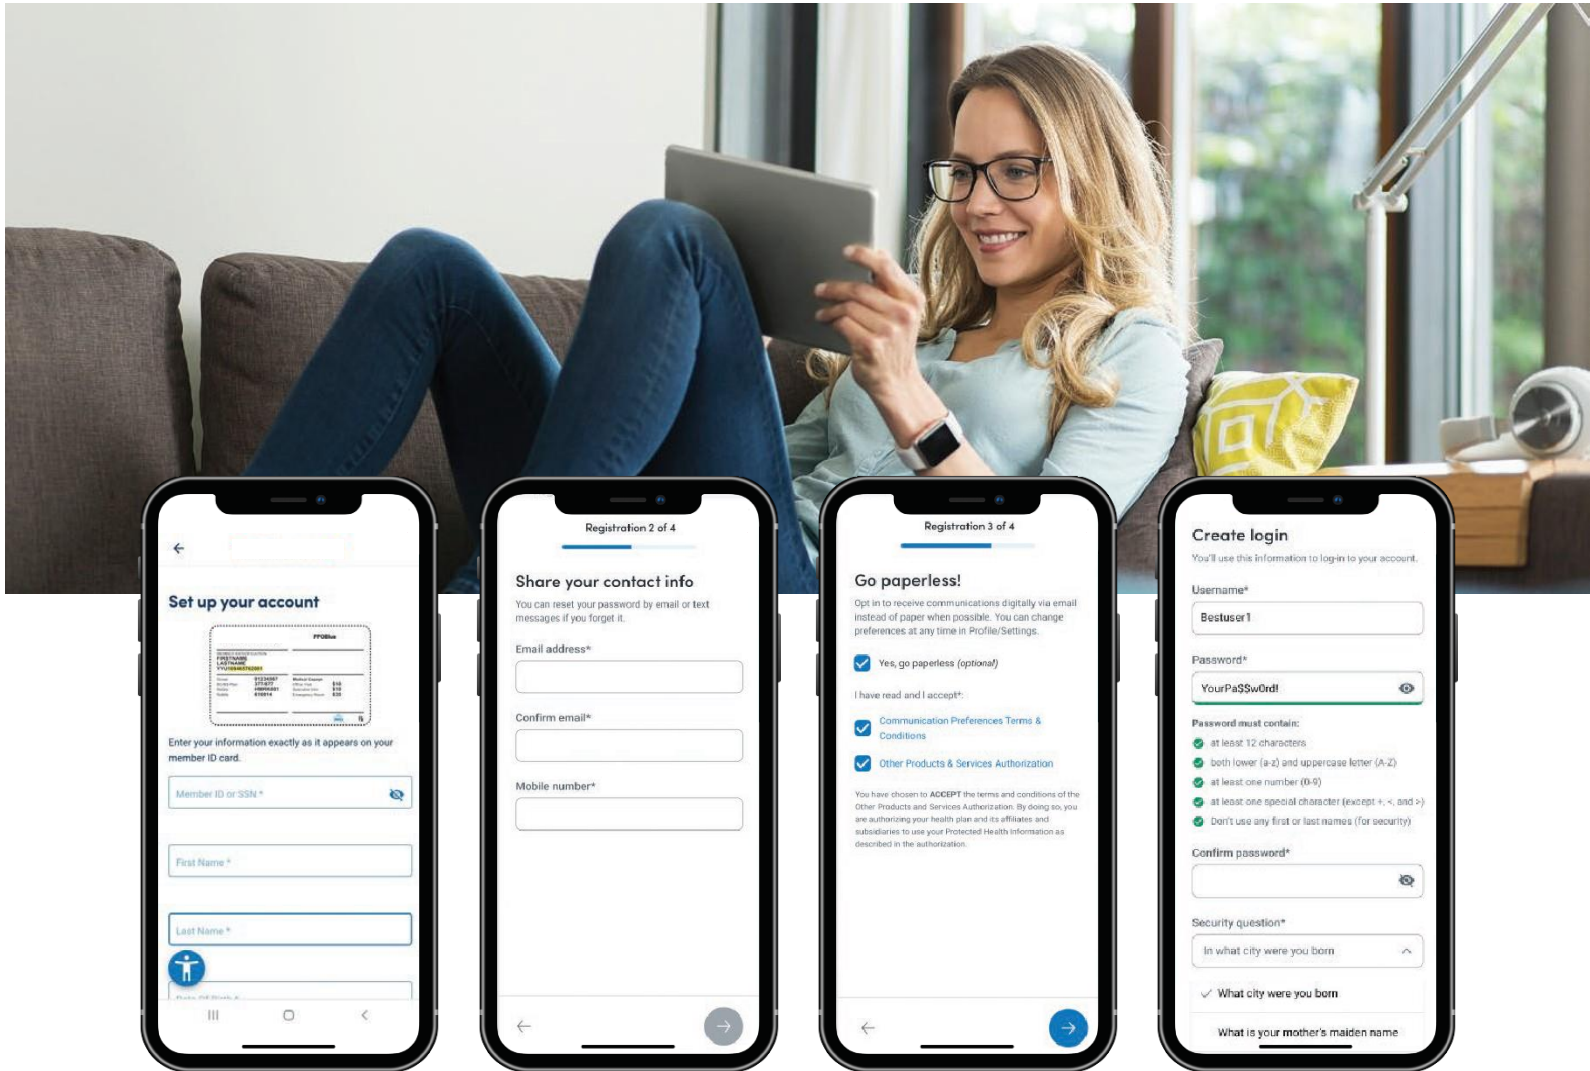 Set up your account
PPOBlue
MEMBER IDENTIFICATION
FIRSTNAME
LASTNAME
Enter your information exactly as it appears on your
member ID card.
Member ID or SSN *
First Name *
Last Name *
Date Of Birth *
Registration 2 of 4
Share your contact info
You can reset your password by email or text
messages if you forget it.
Email address*
Confirm email*
Mobile number*
Registration 3 of 4
Go paperless!
Opt in to receive communications digitally via email
instead of paper when possible. You can change
preferences at any time in Profile/Settings.
Yes, go paperless (optional)
I have read and I accept*:
Communication Preferences Terms &
Conditions
Other Products & Services Authorization
You have chosen to ACCEPT the terms and conditions of the
Other Products and Services Authorization. By doing so, you
are authorizing your health plan and its affiliates and
subsidiaries to use your Protected Health Information as
described in the authorization.
Create login
You'll use this information to log-in to your account.
Username*
Bestuser1
Password*
YourPa$$w0rd!
Password must contain:
at least 12 characters
both lower (a-z) and uppercase letter (A-Z)
at least one number (0-9)
at least one special character (except +, <, and >)
Don't use any first or last names (for security)
Confirm password*
Security question*
In what city were you born
What city were you born
What is your mother's maiden name